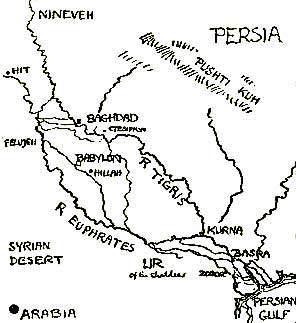 NINEVEH
PERSIA
HIT
PUSHTI KUH
BAGHDAD
CTESIPHON
FELUJEH
BABYLON
HILLAH
R TIGRIS
R EUPHRATES
KURNA
SYRIAN
DESERT
UR
of the Chaldees
BASRA
ZOBEIR
PERSIAN
GULF
ARABIA